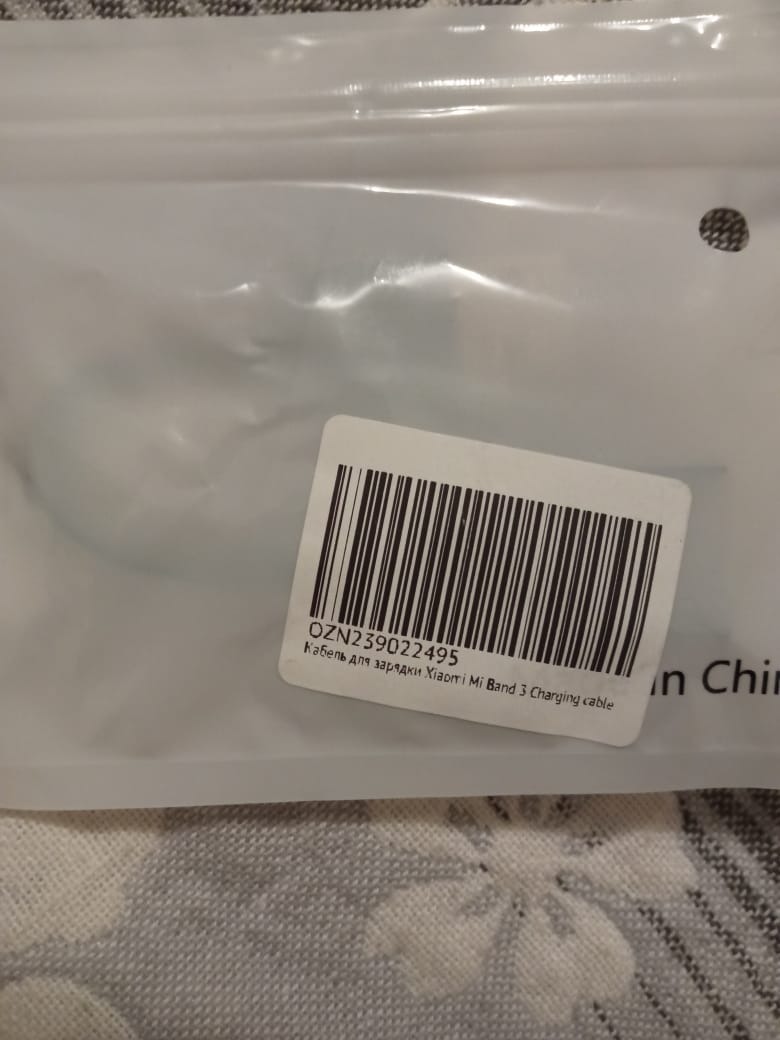 OZN239022495
Кабель для зарядки Xiaomi Mi Band 3 Charging cable
in Chin